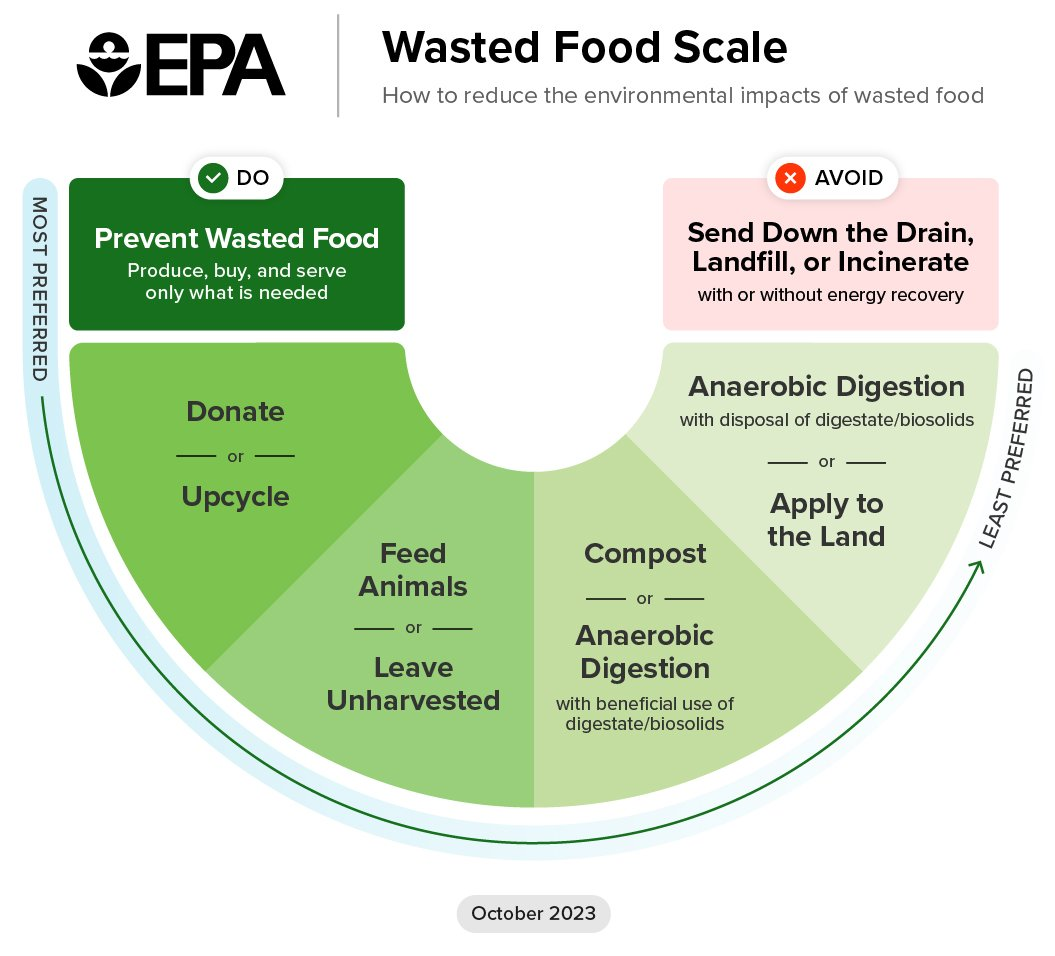 EPA
Wasted Food Scale
How to reduce the environmental impacts of wasted food
MOST PREFERRED
DO
Prevent Wasted Food
Produce, buy, and serve
only what is needed
AVOID
Send Down the Drain,
Landfill, or Incinerate
with or without energy recovery
Donate
or
Upcycle
Feed
Animals
or
Leave
Unharvested
Compost
or
Anaerobic
Digestion
with beneficial use of
digestate/biosolids
Anaerobic Digestion
with disposal of digestate/biosolids
or
Apply to
the Land
LEAST PREFERRED
October 2023